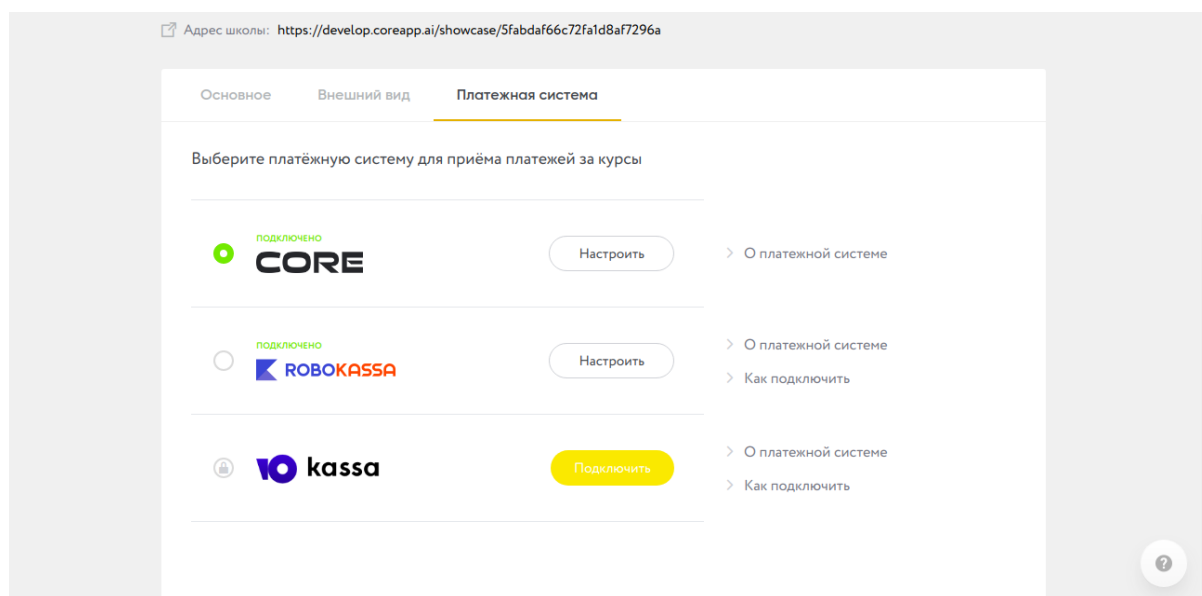 Адрес школы: https://develop.coreapp.ai/showcase/5fabdaf66c72fa1d8af7296a
Основное Внешний вид Платежная система
Выберите платёжную систему для приёма платежей за курсы
ПОДКЛЮЧЕНО
CORE
Настроить
О платежной системе
ПОДКЛЮЧЕНО
ROBOKASSA
Настроить
О платежной системе
Как подключить
Ю kassa
Подключить
О платежной системе
Как подключить
?